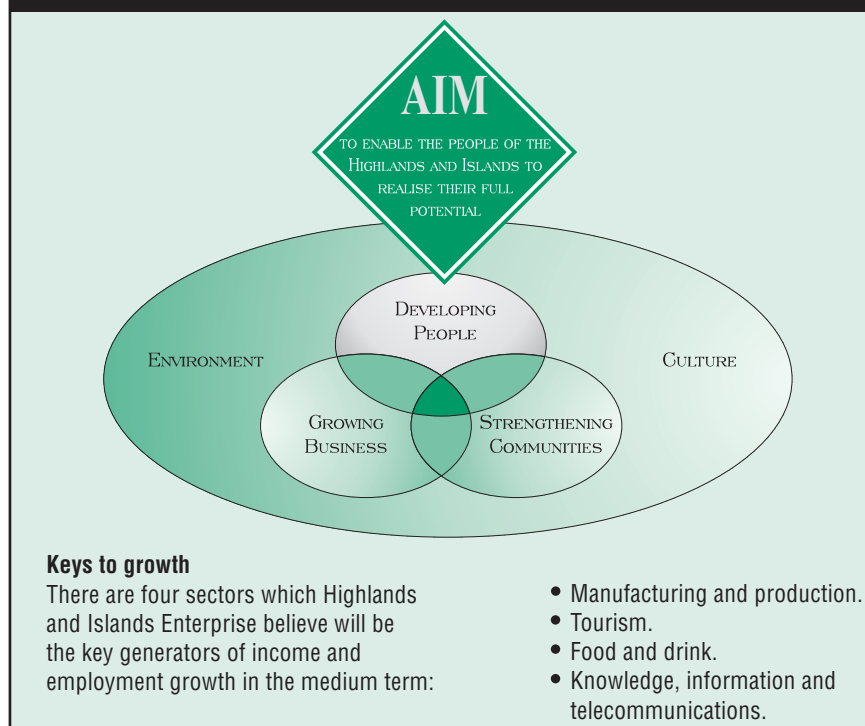 AIM
TO ENABLE THE PEOPLE OF THE
HIGHLANDS AND ISLANDS TO
REALISE THEIR FULL
POTENTIAL
DEVELOPING
PEOPLE
ENVIRONMENT
CULTURE
GROWING
BUSINESS
STRENGTHENING
COMMUNITIES
Keys to growth
There are four sectors which Highlands
and Islands Enterprise believe will be
the key generators of income and
employment growth in the medium term:
• Manufacturing and production.
• Tourism.
• Food and drink.
• Knowledge, information and
telecommunications.